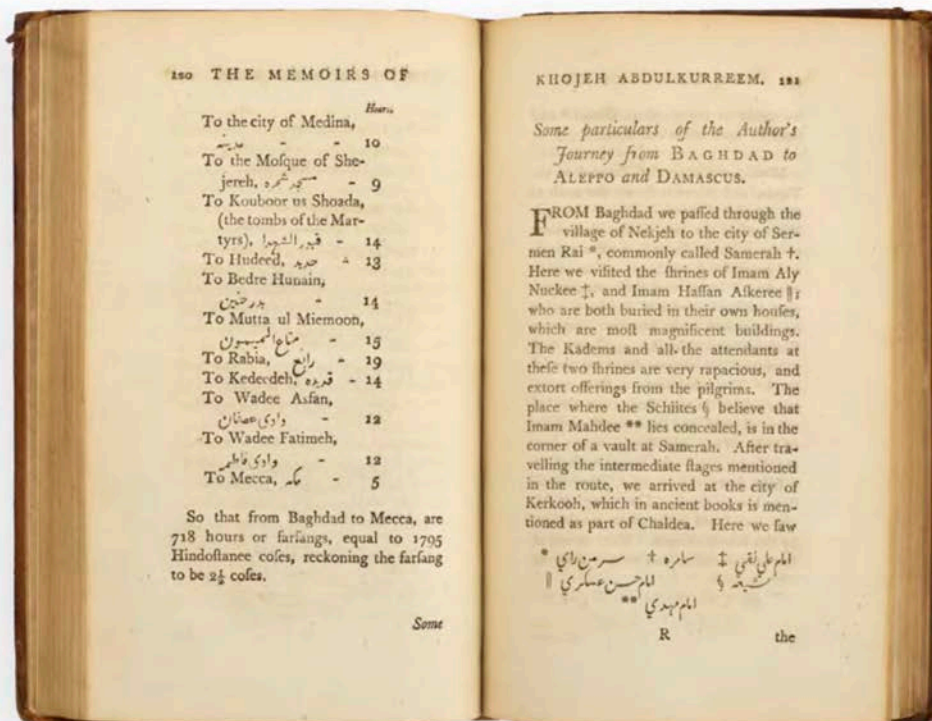 120 THE MEMOIRS OF
Hours.
To the city of Medina,
مدینه - - 10
To the Moſque of She-
jereh, مسجد شجره - 9
To Kouboor us Shoada,
(the tombs of the Mar-
tyrs), قبور الشهدا - 14
To Hudeed, حدید - 13
To Bedre Hunain,
بدر حنین - 14
To Mutta ul Miemoon,
متاع المیمون - 15
To Rabia, رابع - 19
To Kedeedeh, قدیده - 14
To Wadee Asfan,
وادی عصفان - 12
To Wadee Fatimeh,
وادی فاطمه - 12
To Mecca, مکه - 5
So that from Baghdad to Mecca, are
718 hours or farſangs, equal to 1795
Hindoſtanee coſes, reckoning the farſang
to be 2½ coſes.
Some
KHOJEH ABDULKURREEM. 121
Some particulars of the Author's
Journey from BAGHDAD to
ALEPPO and DAMASCUS.
FROM Baghdad we paſſed through the
village of Nekjeh to the city of Ser-
men Rai *, commonly called Samerah †.
Here we viſited the ſhrines of Imam Aly
Nuckee ‡, and Imam Haſſan Aſkeree ‖;
who are both buried in their own houſes,
which are moſt magnificent buildings.
The Kadems and all the attendants at
theſe two ſhrines are very rapacious, and
extort offerings from the pilgrims. The
place where the Schiites § believe that
Imam Mahdee ** lies concealed, is in the
corner of a vault at Samerah. After tra-
velling the intermediate ſtages mentioned
in the route, we arrived at the city of
Kerkooh, which in ancient books is men-
tioned as part of Chaldea. Here we ſaw
* سر من راي † سامره ‡ امام علي نقي
‖ امام حسن عسكري § شیعه
** امام مهدي
R the